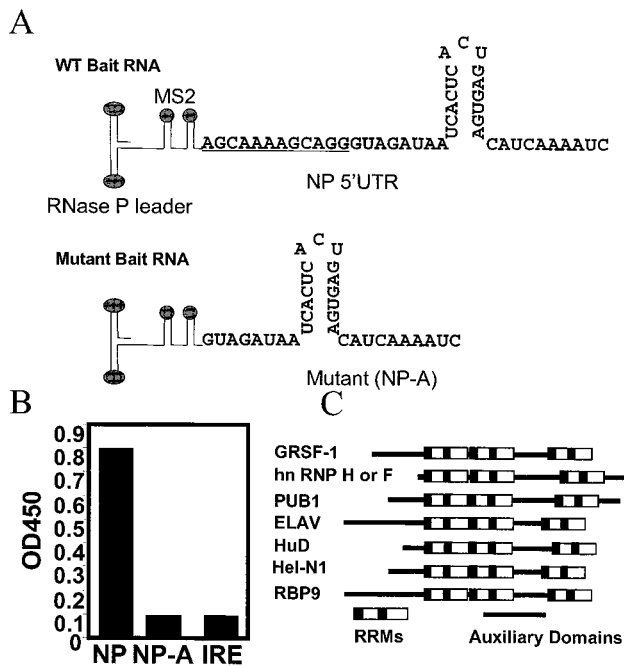 A
WT Bait RNA
MS2
A C U
UCACUC
GAGUGA
AGCAAAAGCAGGGUAGAUAA
CAUCAAAAUC
NP 5'UTR
RNase P leader
Mutant Bait RNA
A C U
UCACUC
GAGUGA
GUAGAUAA
CAUCAAAAUC
Mutant (NP-A)
B
OD450
0.9
0.8
0.7
0.6
0.5
0.4
0.3
0.2
0.1
0
NP NP-A IRE
C
GRSF-1
hn RNP H or F
PUB1
ELAV
HuD
Hel-N1
RBP9
RRMs
Auxiliary Domains